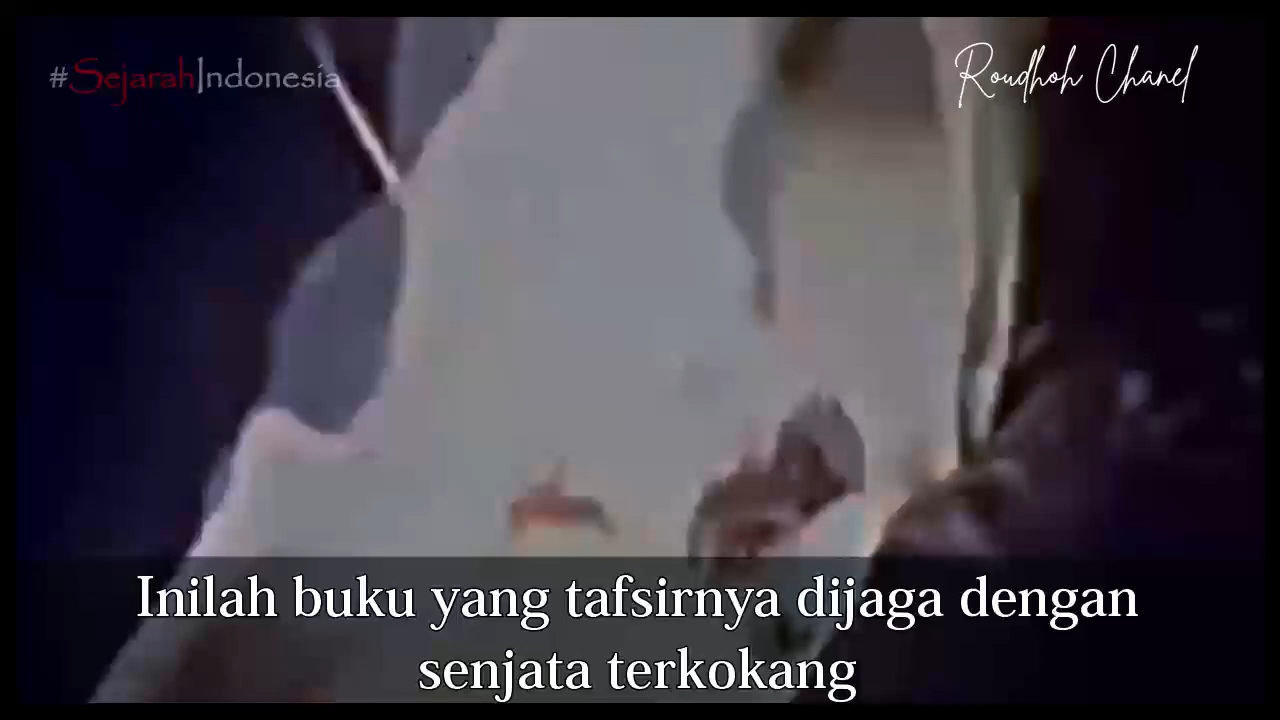 #SejarahIndonesia
Roudhoh Chanel
Inilah buku yang tafsirnya dijaga dengan
senjata terkokang